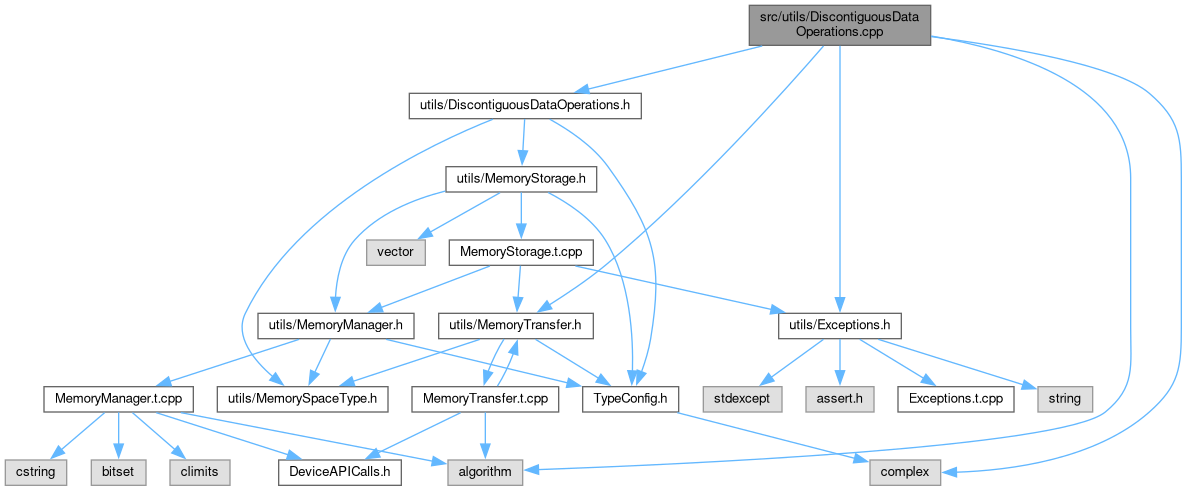 src/utils/DiscontiguousData
Operations.cpp
utils/DiscontiguousDataOperations.h
utils/MemoryStorage.h
vector
MemoryStorage.t.cpp
utils/MemoryManager.h
utils/MemoryTransfer.h
utils/Exceptions.h
MemoryManager.t.cpp
utils/MemorySpaceType.h
MemoryTransfer.t.cpp
TypeConfig.h
stdexcept
assert.h
Exceptions.t.cpp
string
cstring
bitset
climits
DeviceAPICalls.h
algorithm
complex